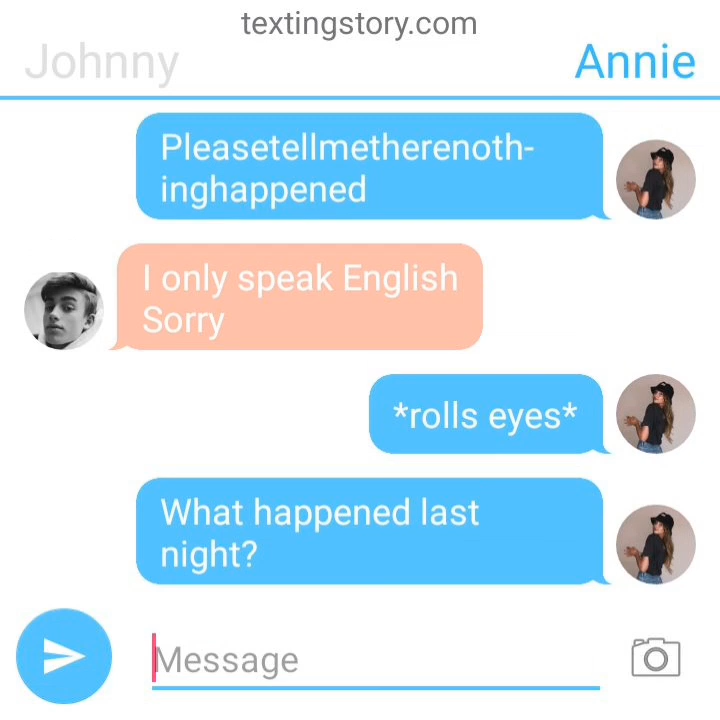 textingstory.com
Johnny
Annie
Pleasetellmetherenoth-
inghappened
I only speak English
Sorry
*rolls eyes*
What happened last
night?
Message